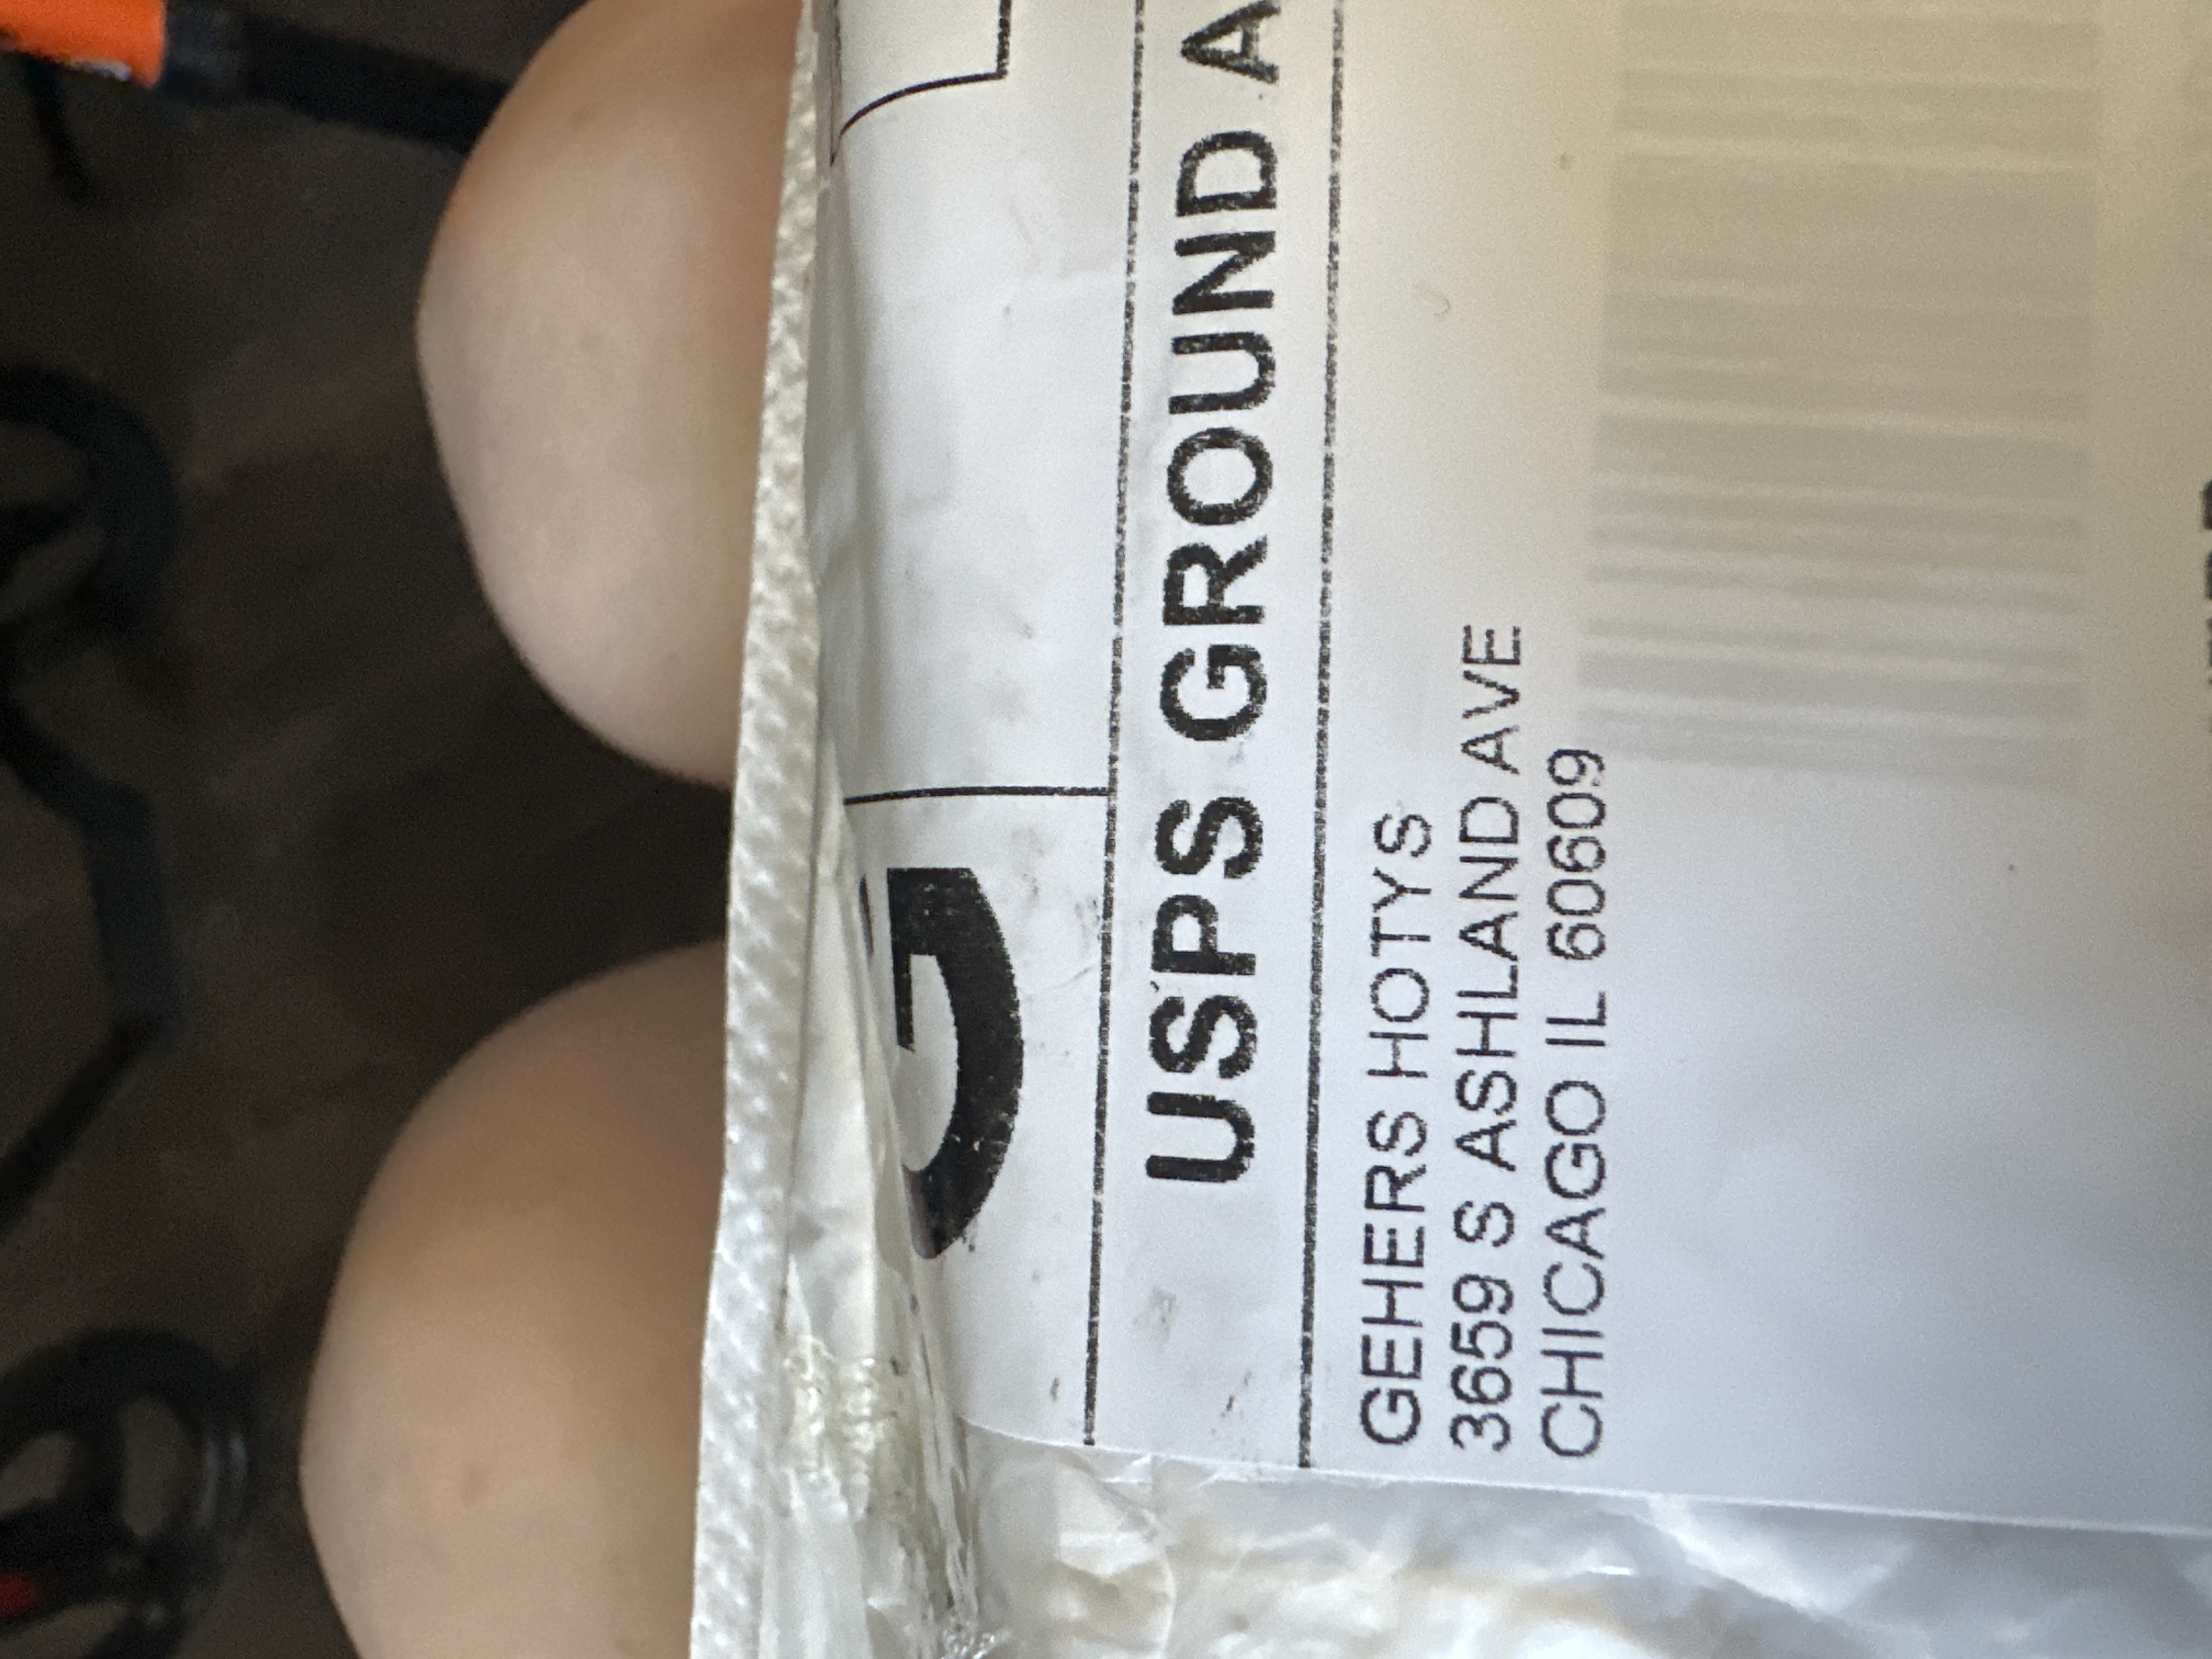 G
USPS GROUND A
GEHERS HOTYS
3659 S ASHLAND AVE
CHICAGO IL 60609